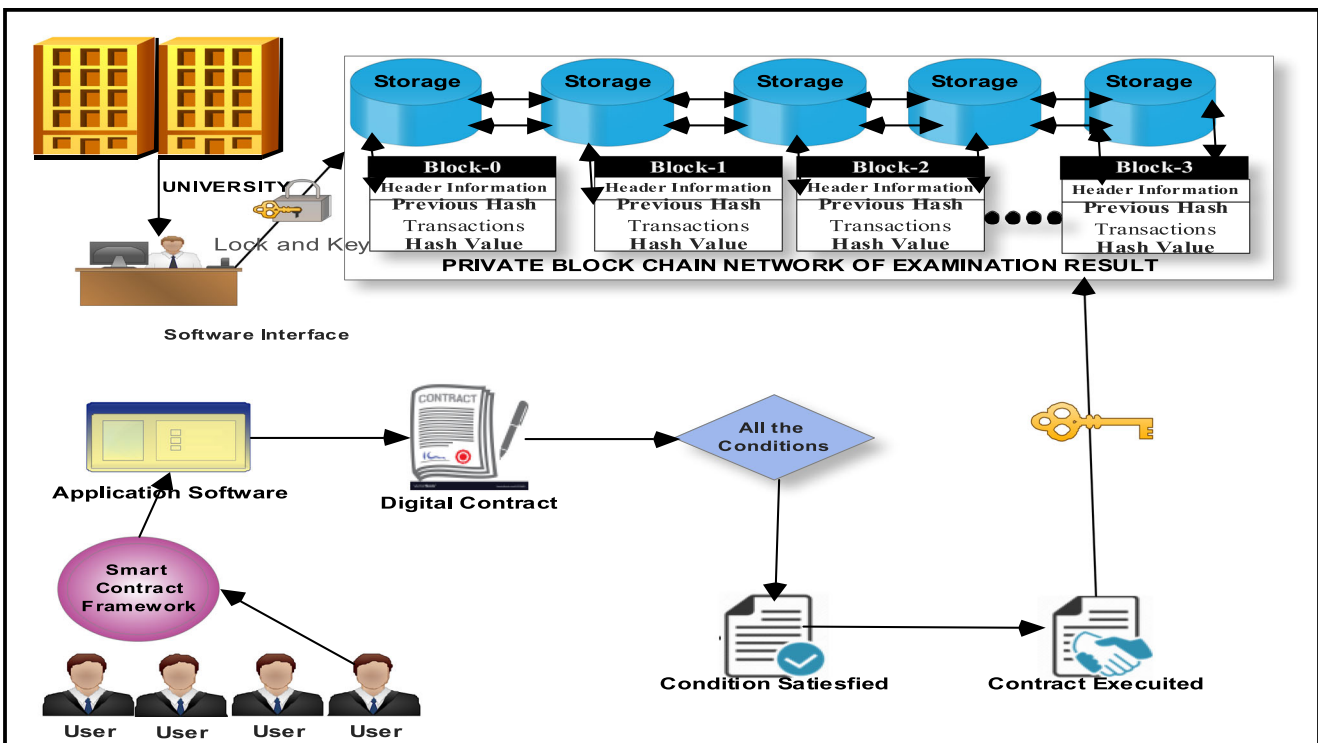 Storage Storage Storage Storage Storage
Block-0 Block-1 Block-2 Block-3
Header Information Header Information Header Information Header Information
Previous Hash Previous Hash Previous Hash Previous Hash
Transactions Transactions Transactions Transactions
Hash Value Hash Value Hash Value Hash Value
PRIVATE BLOCK CHAIN NETWORK OF EXAMINATION RESULT
UNIVERSITY
Lock and Key
Software Interface
Application Software
CONTRACT
Digital Contract
All the
Conditions
Smart
Contract
Framework
Condition Satiesfied
Contract Execuited
User User User User